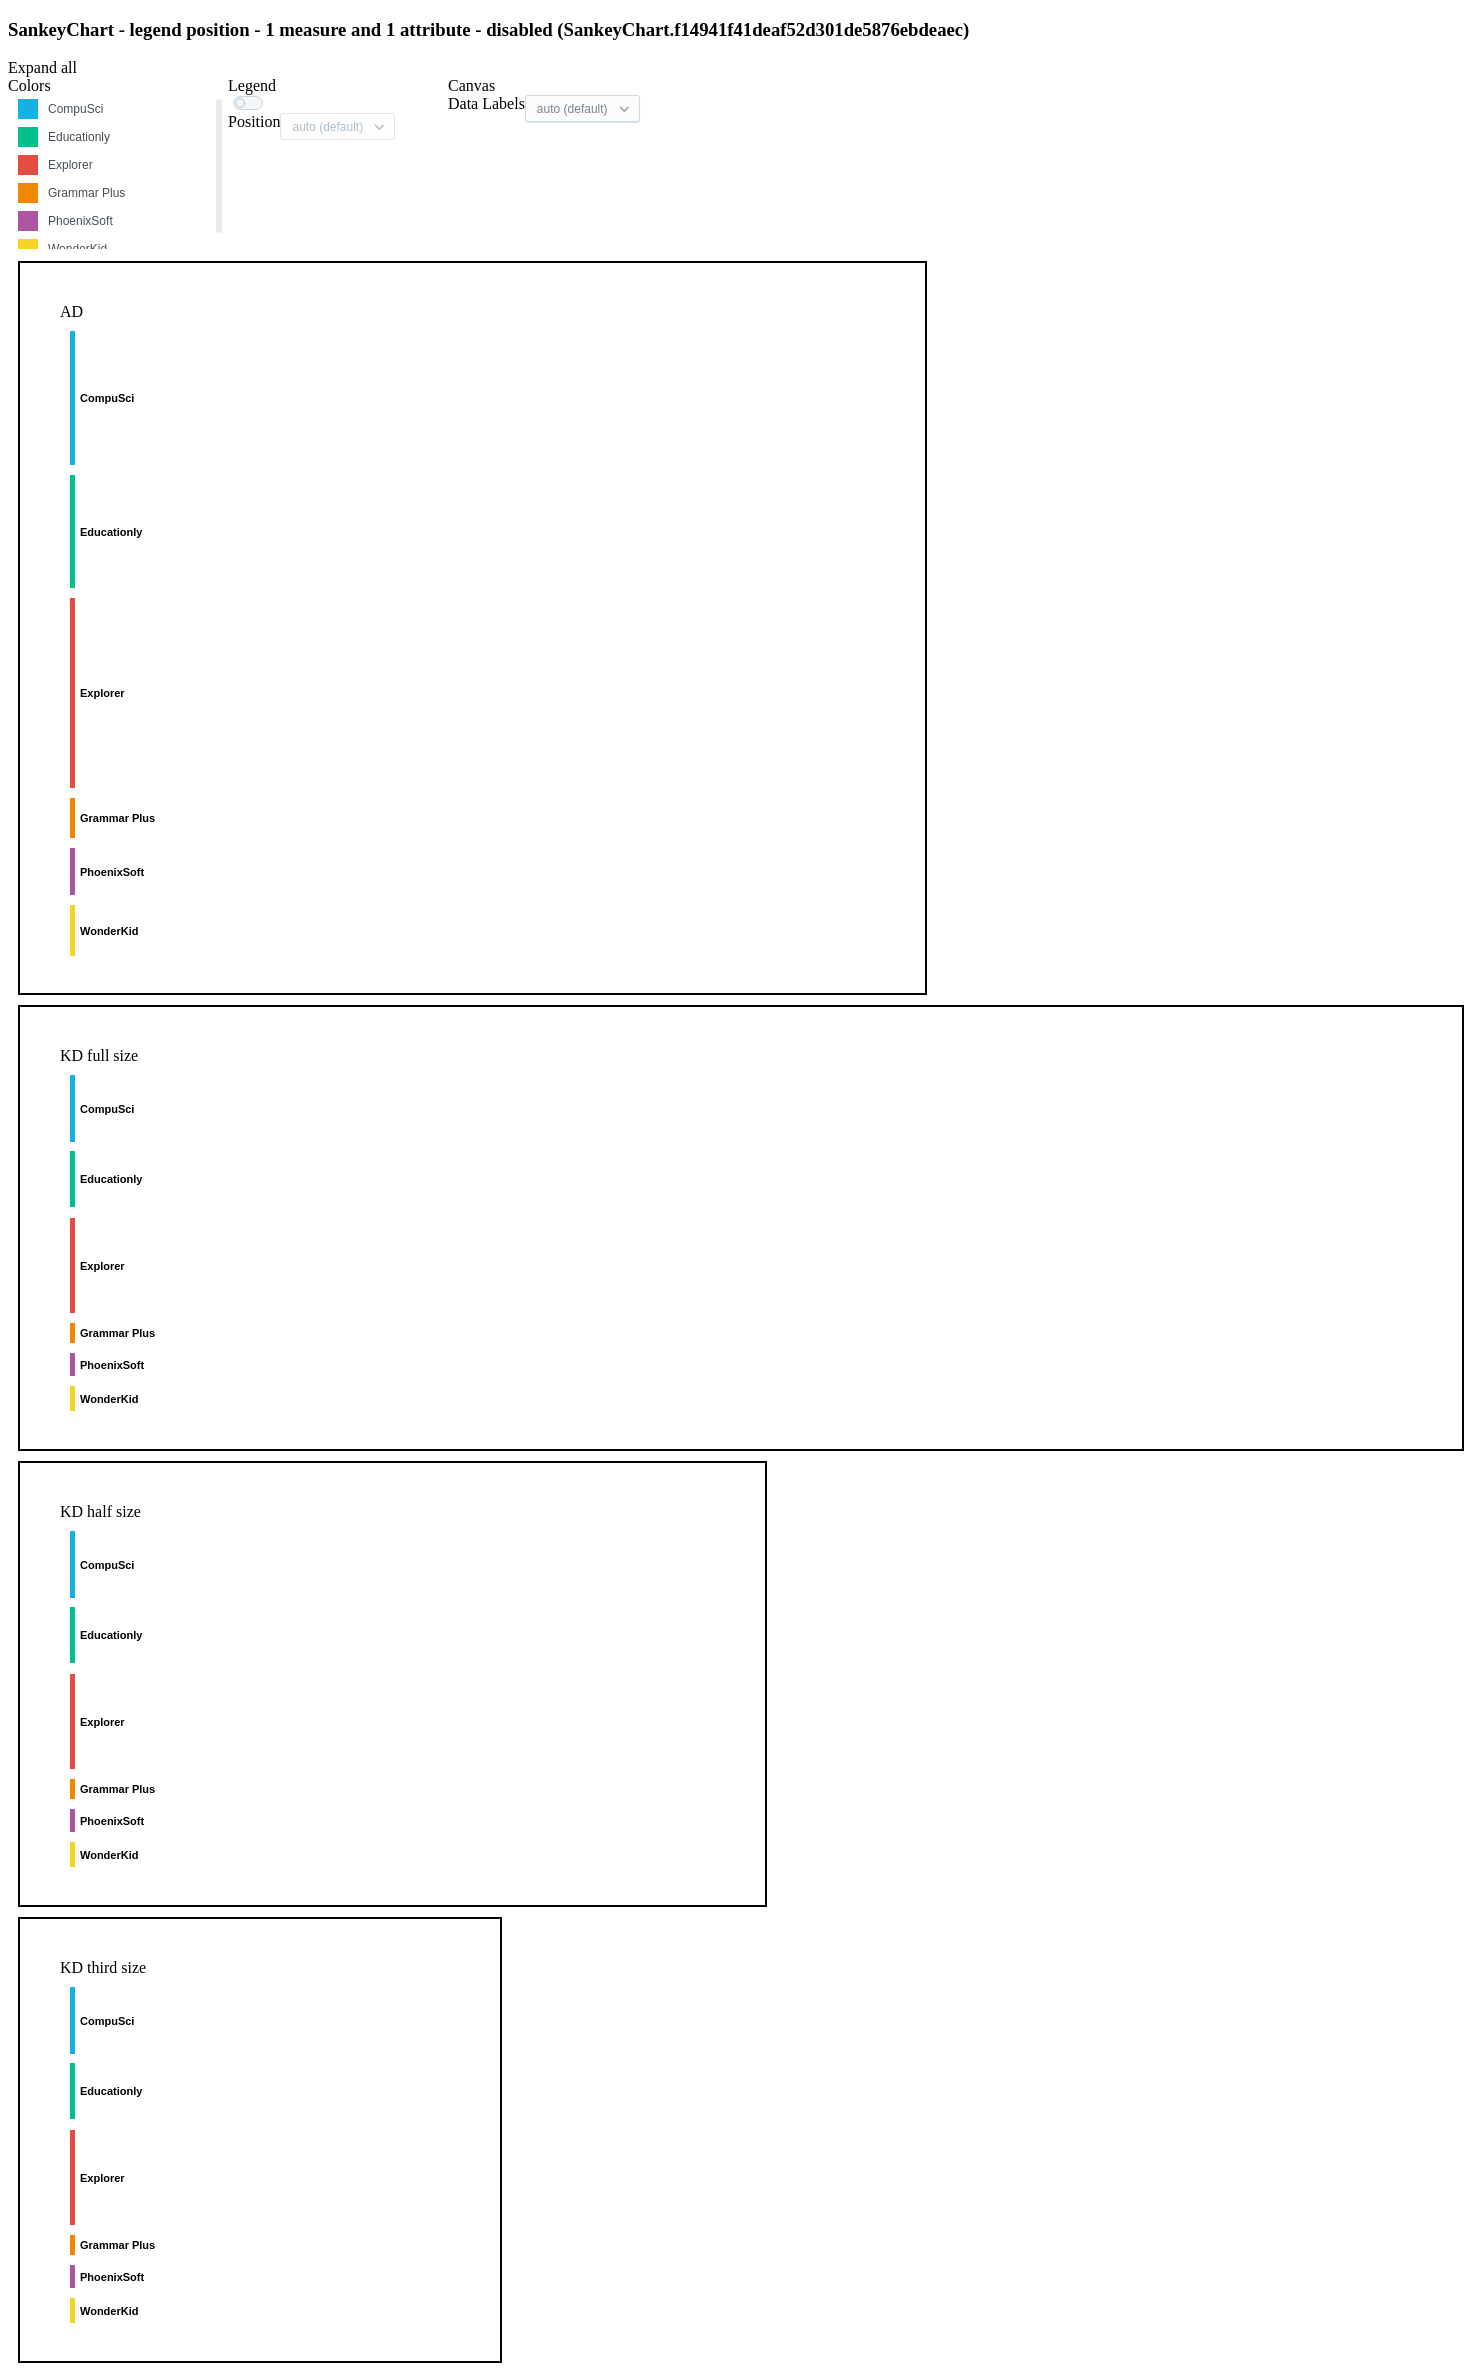 SankeyChart - legend position - 1 measure and 1 attribute - disabled (SankeyChart.f14941f41deaf52d301de5876ebdeaec)
Expand all
Colors
CompuSci
Educationly
Explorer
Grammar Plus
PhoenixSoft
WonderKid
Legend
Position auto (default)
Canvas
Data Labels auto (default)
AD
CompuSci
Educationly
Explorer
Grammar Plus
PhoenixSoft
WonderKid
KD full size
CompuSci
Educationly
Explorer
Grammar Plus
PhoenixSoft
WonderKid
KD half size
CompuSci
Educationly
Explorer
Grammar Plus
PhoenixSoft
WonderKid
KD third size
CompuSci
Educationly
Explorer
Grammar Plus
PhoenixSoft
WonderKid